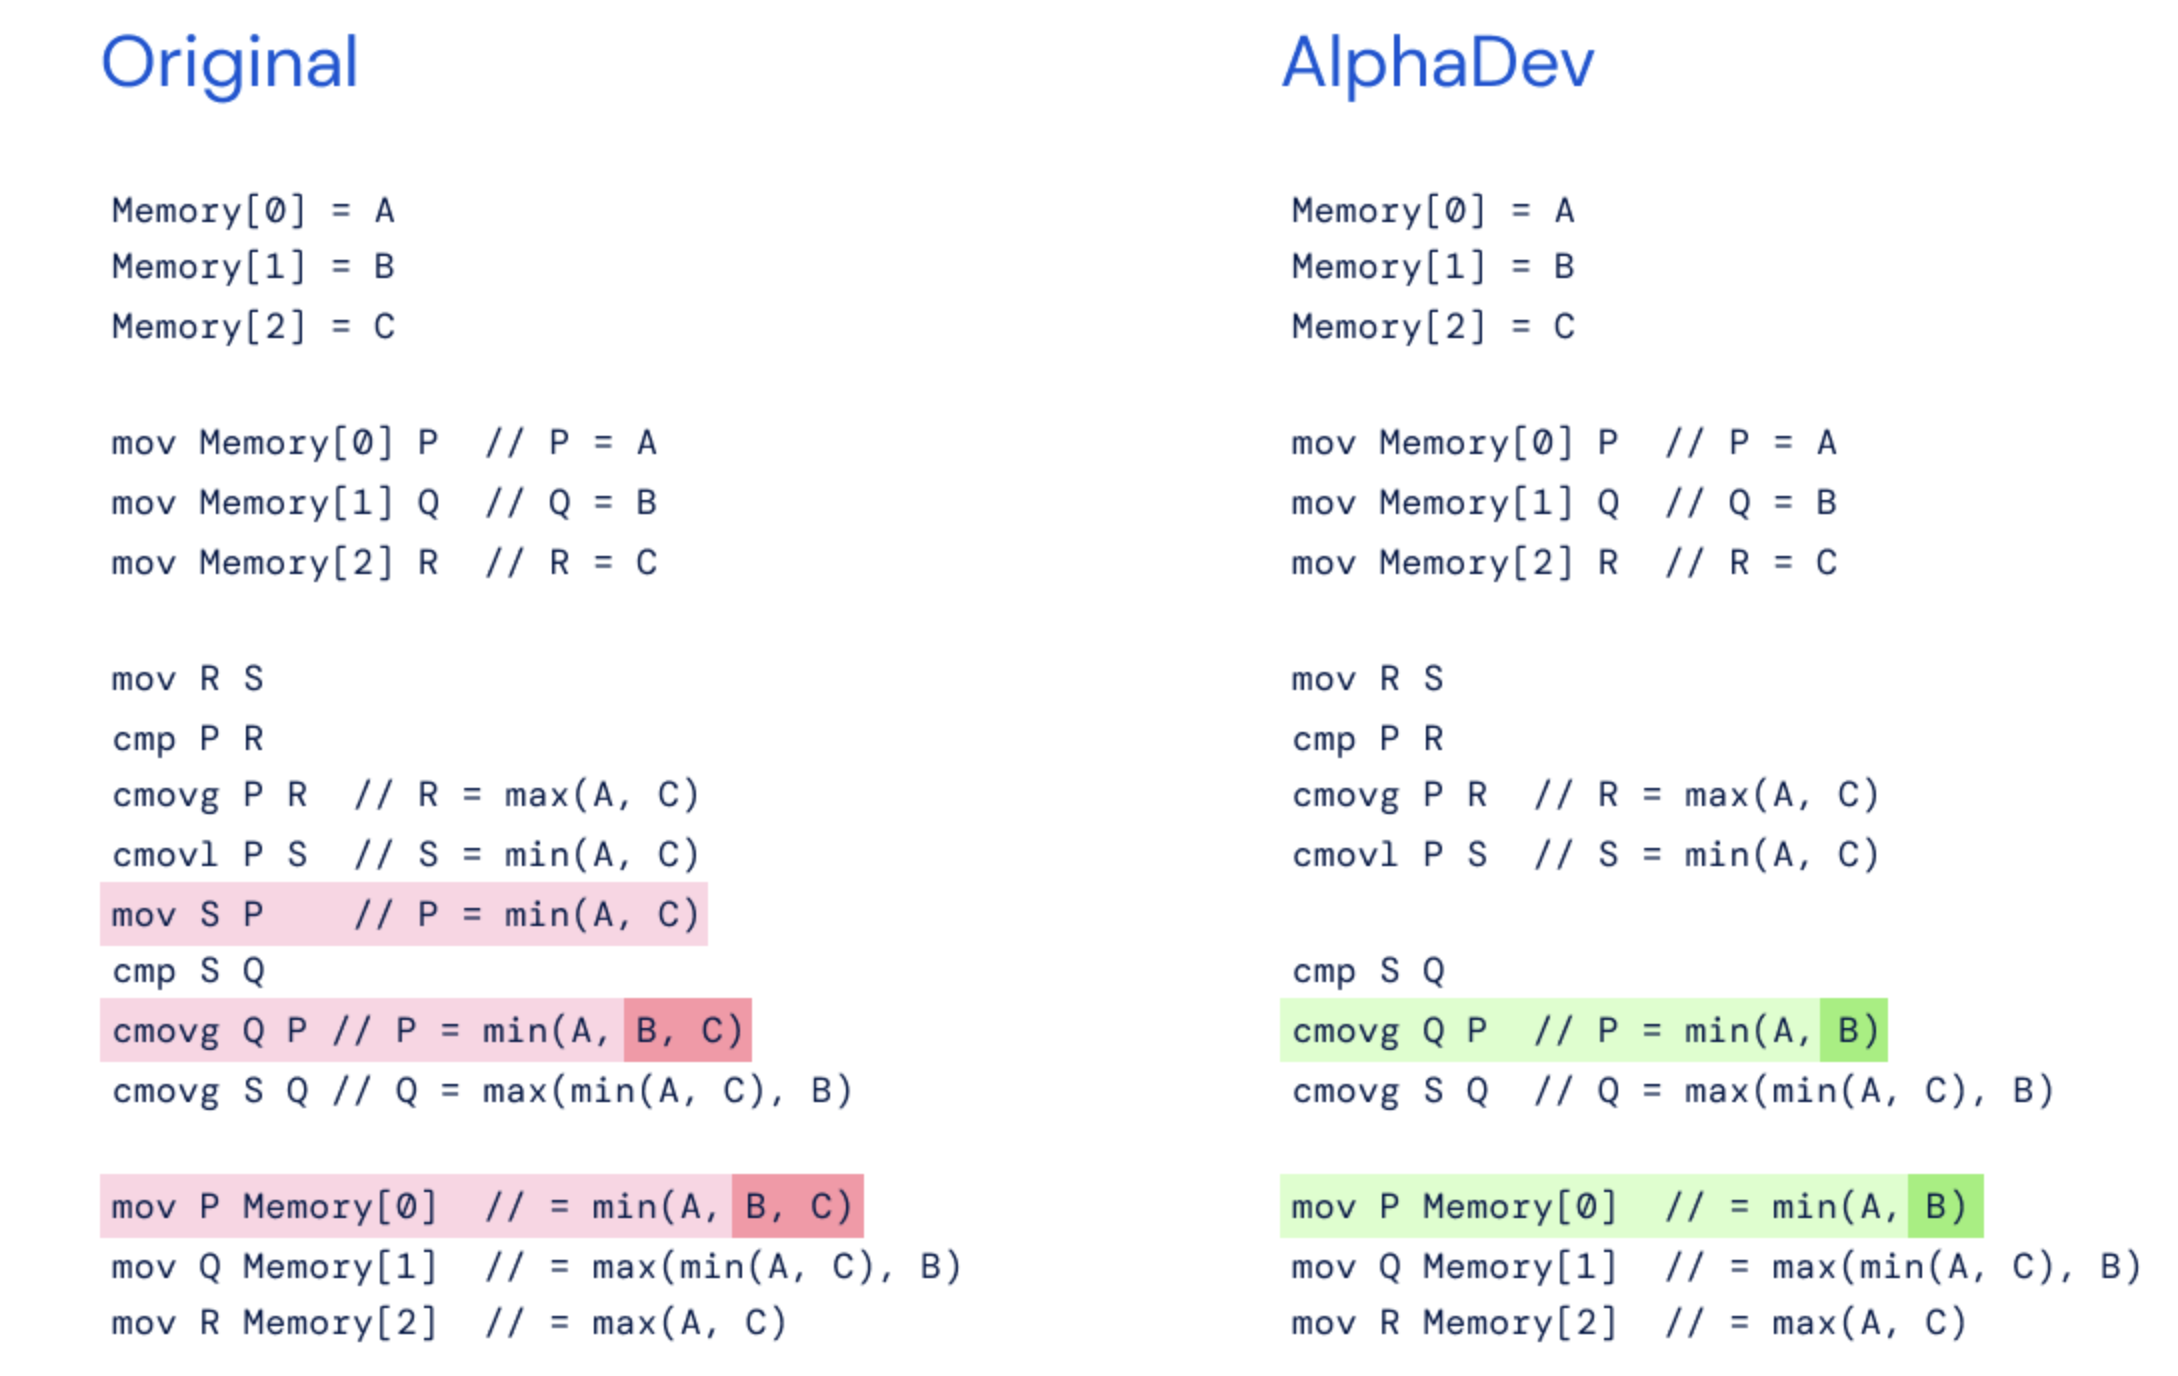 Original
Memory[0] = A
Memory[1] = B
Memory[2] = C
mov Memory[0] P // P = A
mov Memory[1] Q // Q = B
mov Memory[2] R // R = C
mov R S
cmp P R
cmovg P R // R = max(A, C)
cmovl P S // S = min(A, C)
mov S P // P = min(A, C)
cmp S Q
cmovg Q P // P = min(A, B, C)
cmovg S Q // Q = max(min(A, C), B)
mov P Memory[0] // = min(A, B, C)
mov Q Memory[1] // = max(min(A, C), B)
mov R Memory[2] // = max(A, C)
AlphaDev
Memory[0] = A
Memory[1] = B
Memory[2] = C
mov Memory[0] P // P = A
mov Memory[1] Q // Q = B
mov Memory[2] R // R = C
mov R S
cmp P R
cmovg P R // R = max(A, C)
cmovl P S // S = min(A, C)
cmp S Q
cmovg Q P // P = min(A, B)
cmovg S Q // Q = max(min(A, C), B)
mov P Memory[0] // = min(A, B)
mov Q Memory[1] // = max(min(A, C), B)
mov R Memory[2] // = max(A, C)